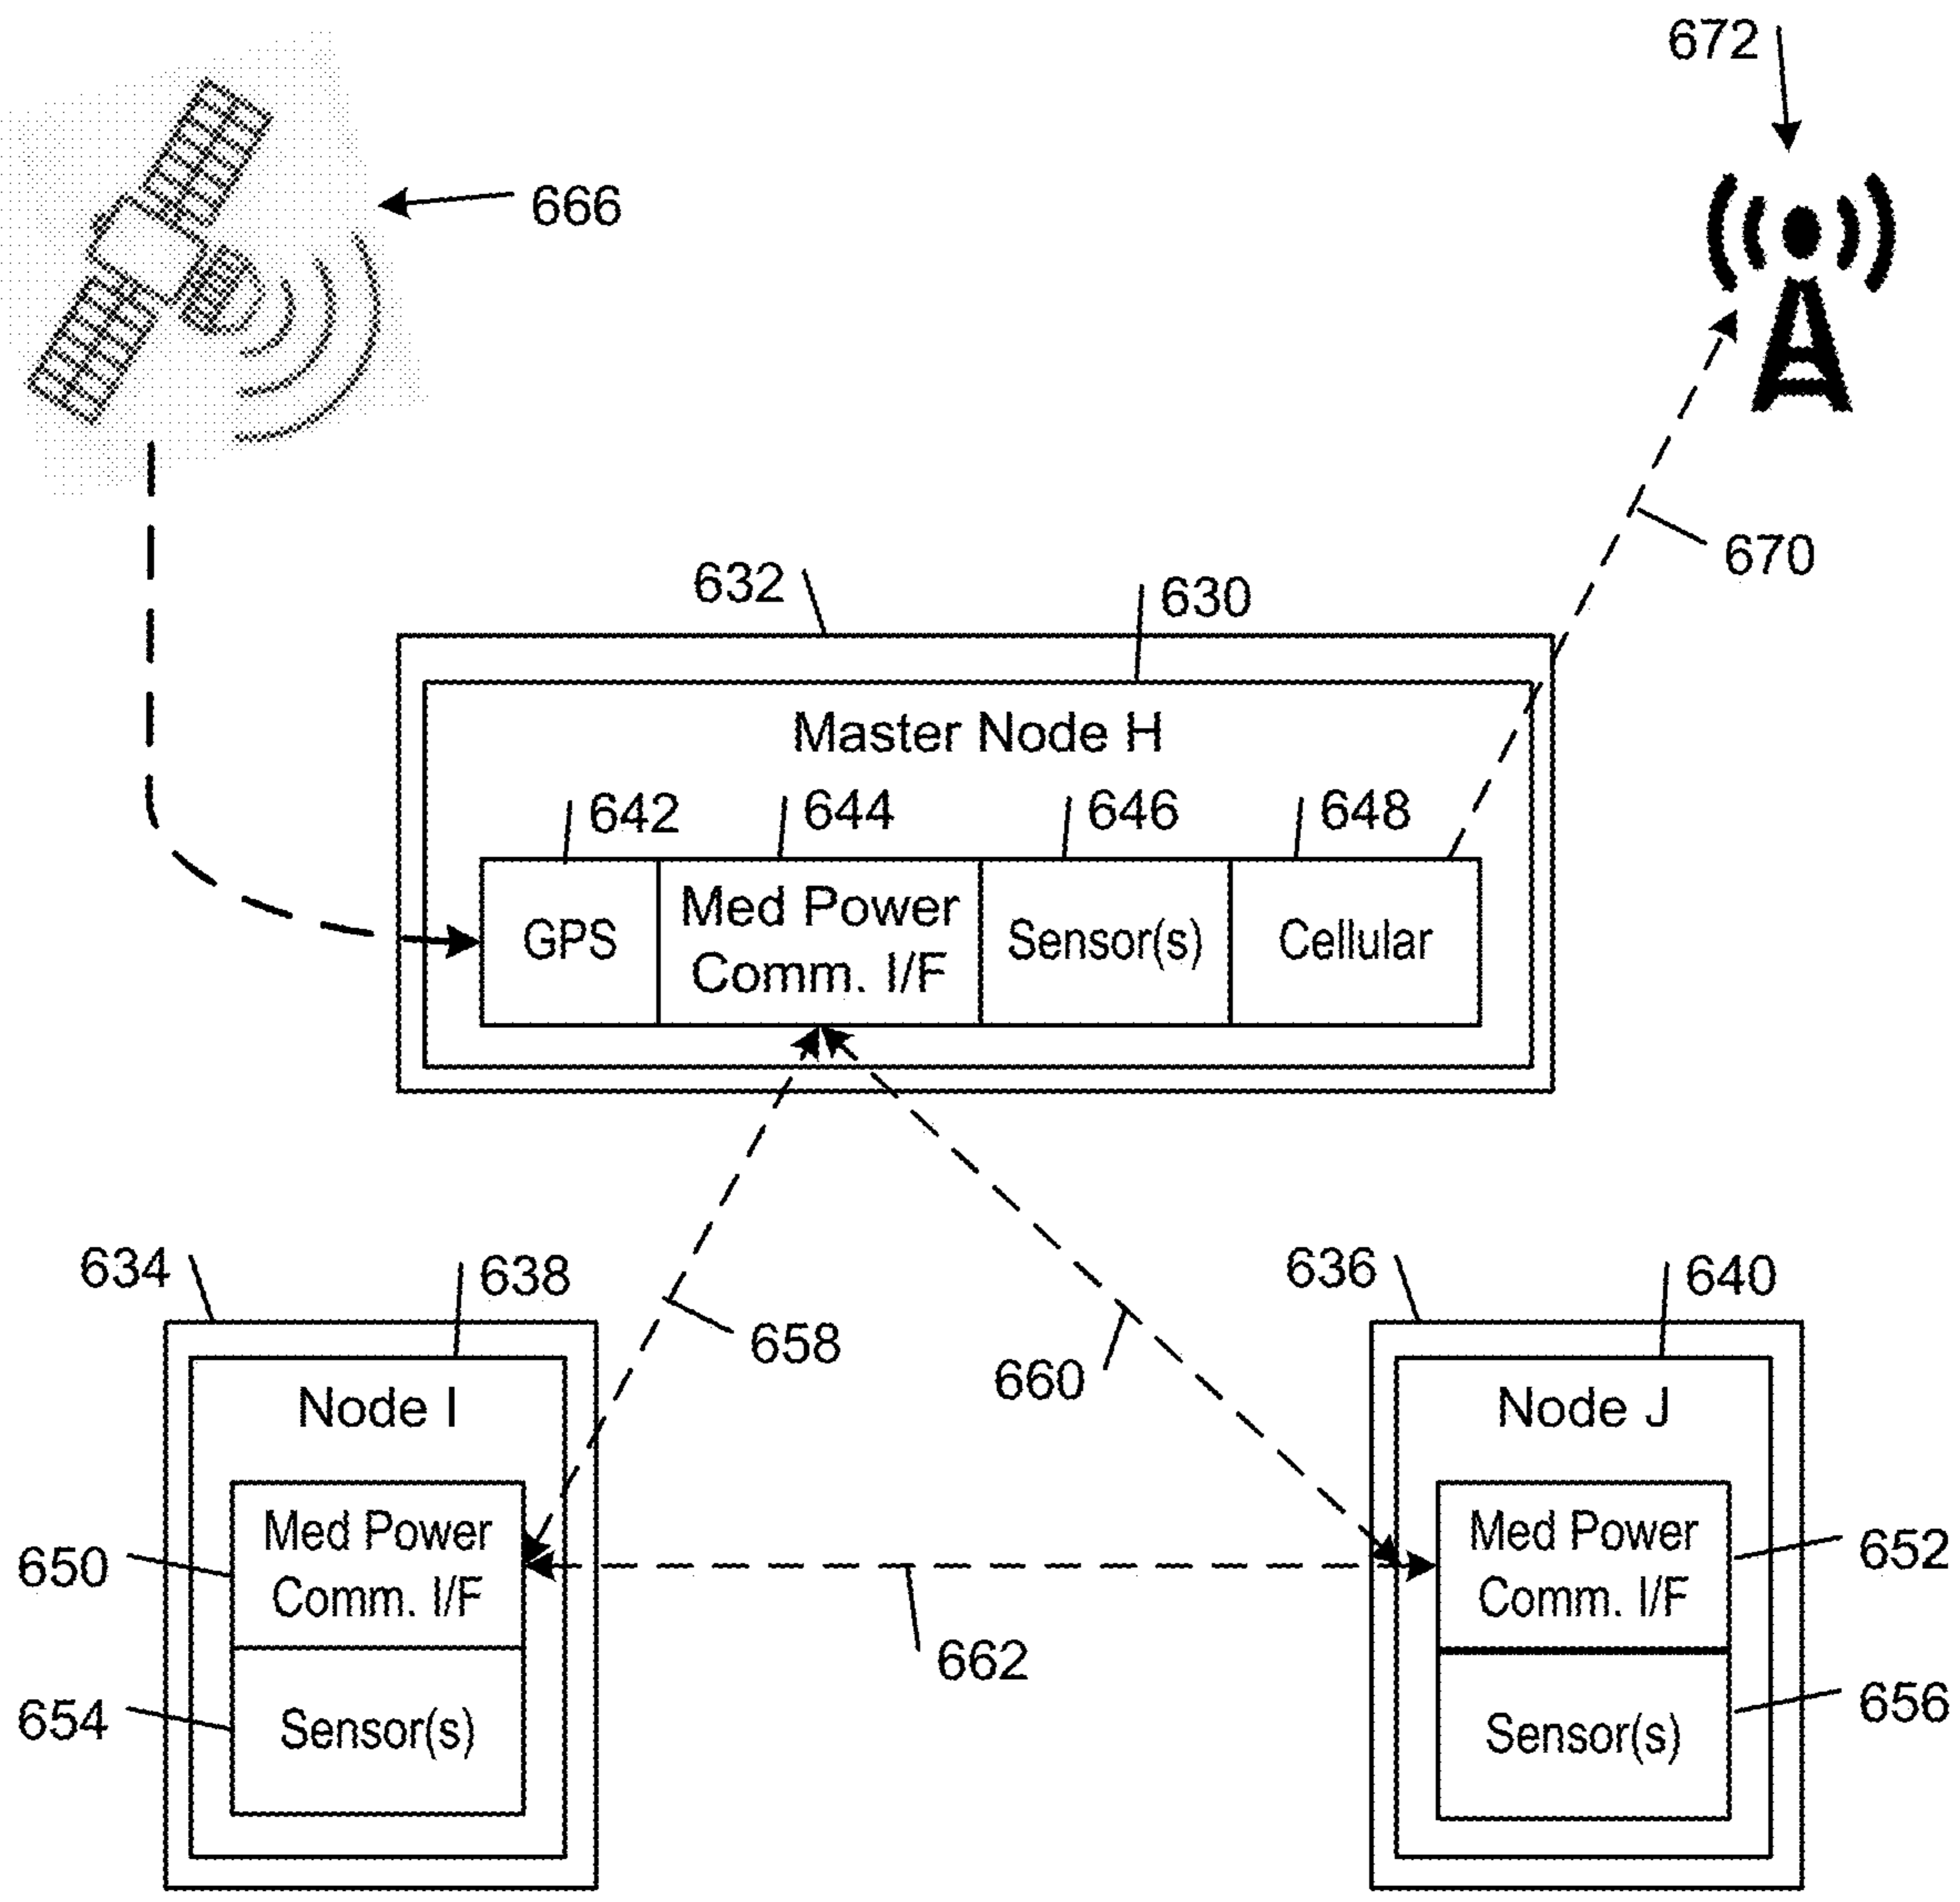 672
666
670
632
630
Master Node H
642
644
646
648
GPS
Med Power
Comm. I/F
Sensor(s)
Cellular
634
638
658
660
636
640
Node I
Node J
650
Med Power
Comm. I/F
662
Med Power
Comm. I/F
652
654
Sensor(s)
Sensor(s)
656